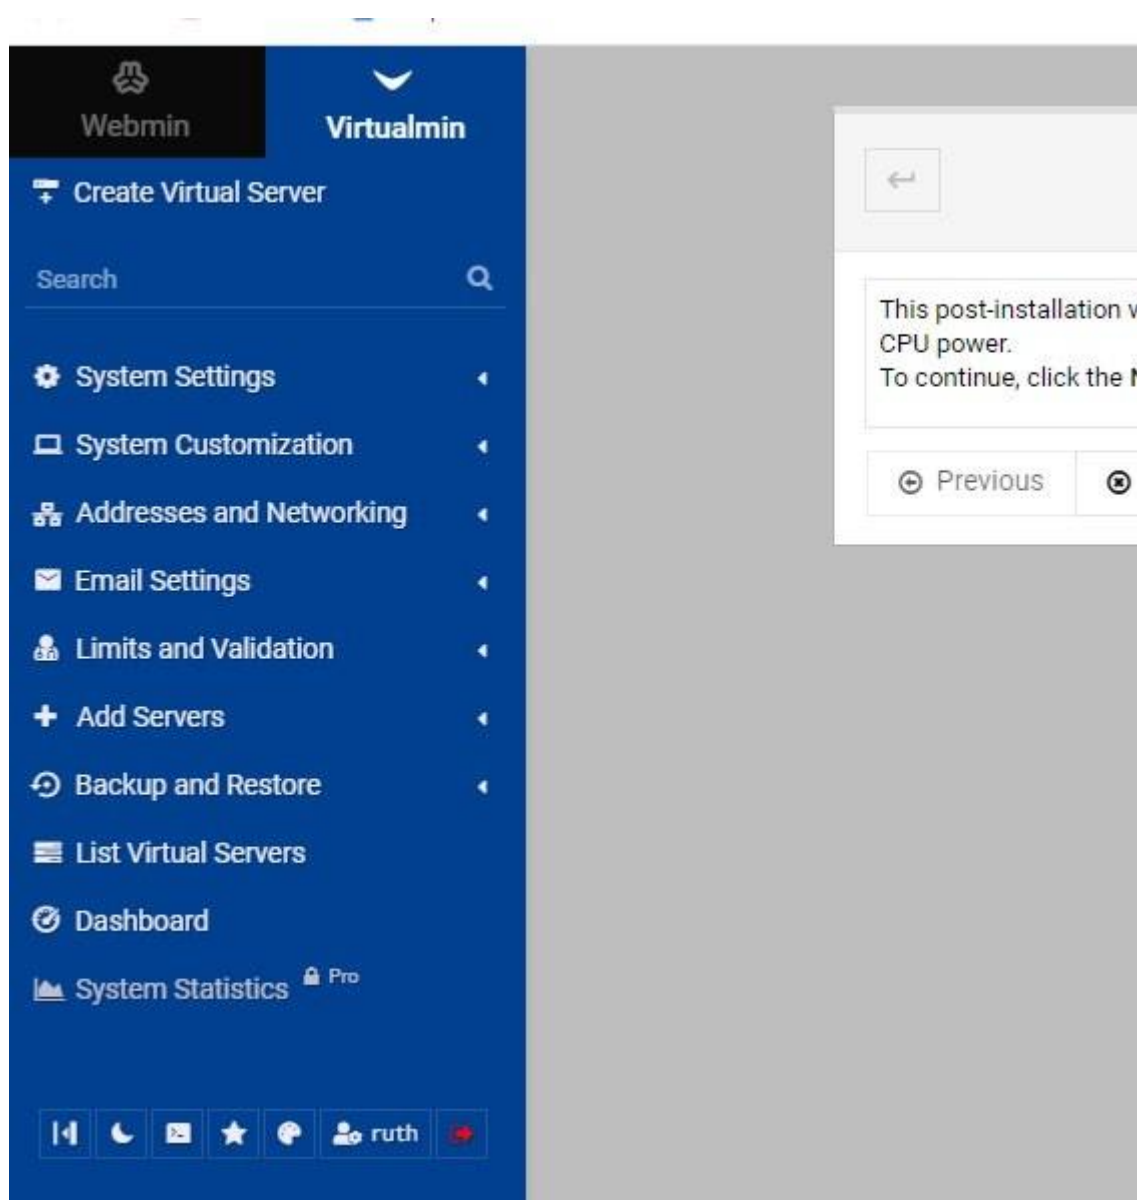 Webmin
Virtualmin
Create Virtual Server
Search
System Settings
System Customization
Addresses and Networking
Email Settings
Limits and Validation
Add Servers
Backup and Restore
List Virtual Servers
Dashboard
System Statistics Pro
ruth
This post-installation
CPU power.
To continue, click the
Previous